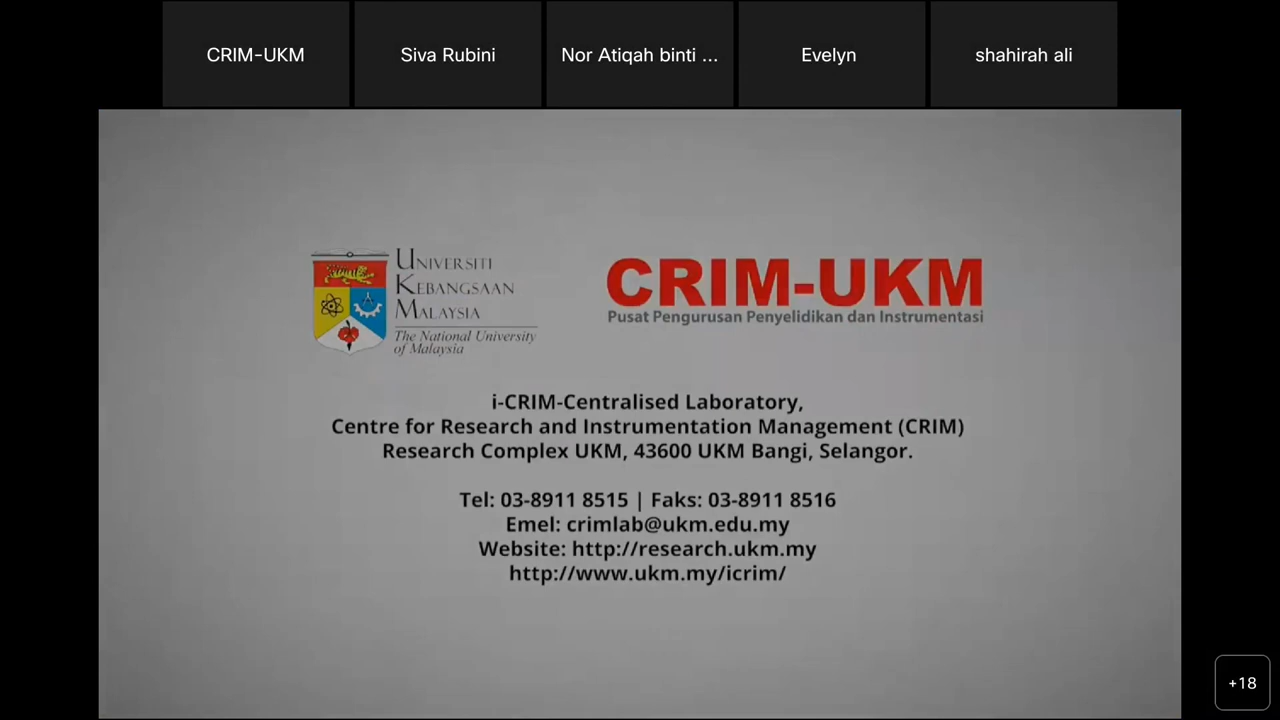 CRIM-UKM
Siva Rubini
Nor Atiqah binti ...
Evelyn
shahirah ali
UNIVERSITI
KEBANGSAAN
MALAYSIA
The National University
of Malaysia
CRIM-UKM
Pusat Pengurusan Penyelidikan dan Instrumentasi
i-CRIM-Centralised Laboratory,
Centre for Research and Instrumentation Management (CRIM)
Research Complex UKM, 43600 UKM Bangi, Selangor.
Tel: 03-8911 8515 | Faks: 03-8911 8516
Emel: crimlab@ukm.edu.my
Website: http://research.ukm.my
http://www.ukm.my/icrim/
+18